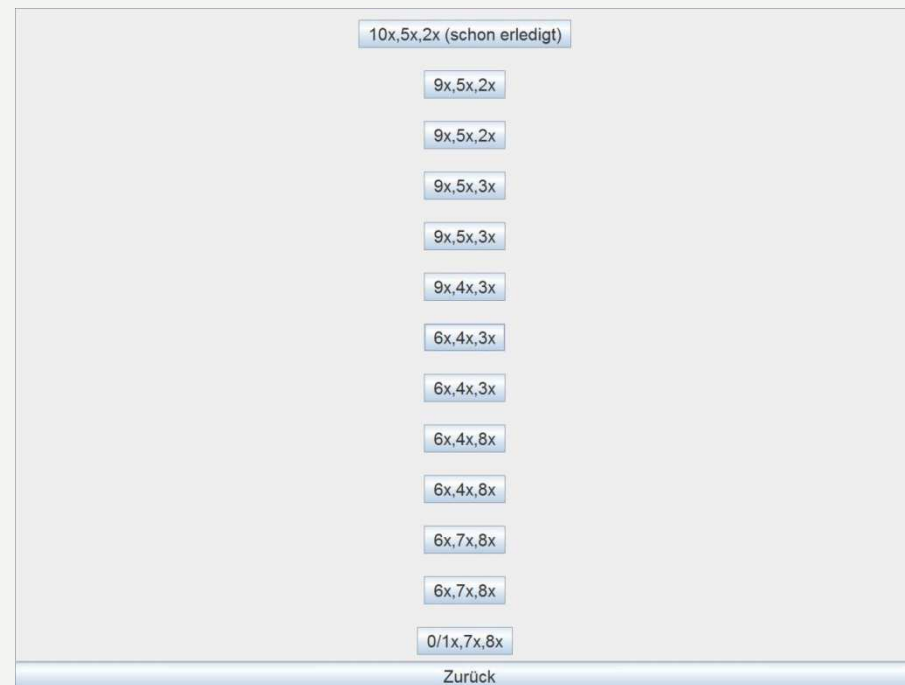 10x,5x,2x (schon erledigt)
9x,5x,2x
9x,5x,2x
9x,5x,3x
9x,5x,3x
9x,4x,3x
6x,4x,3x
6x,4x,3x
6x,4x,8x
6x,4x,8x
6x,7x,8x
6x,7x,8x
0/1x,7x,8x
Zurück